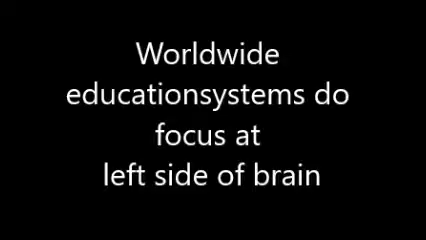 Worldwide
educationsystems do
focus at
left side of brain